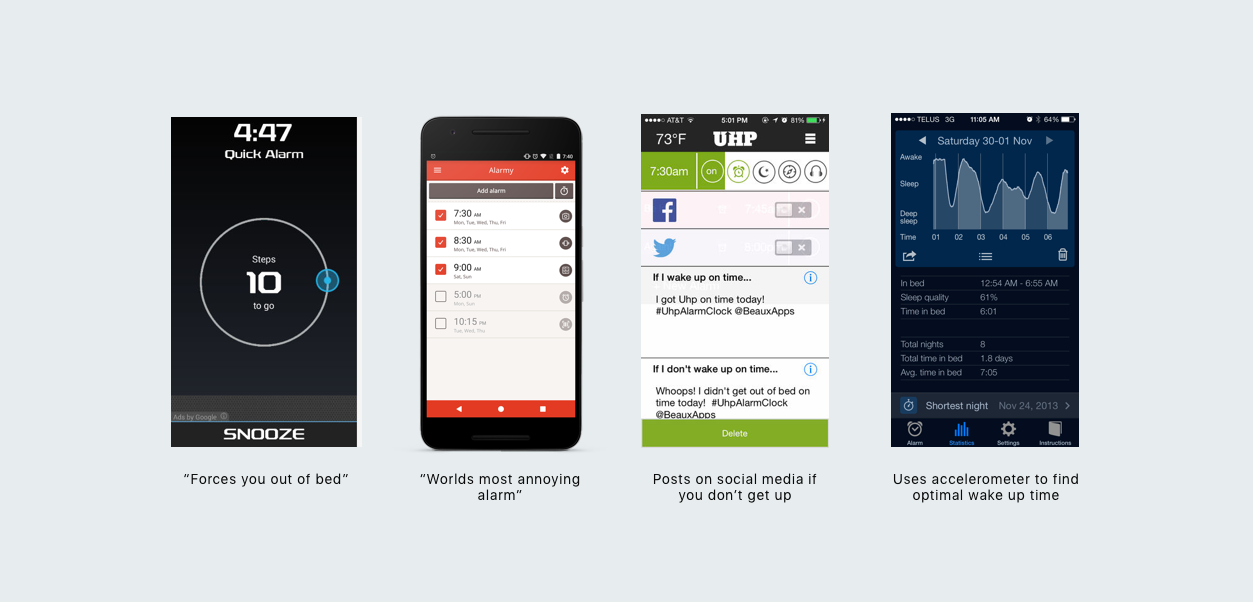 4:47
Quick Alarm
Steps
10
to go
Ads by Google
SNOOZE
"Forces you out of bed"
7:40
Alarmy
Add alarm
7:30 AM
Mon, Tue, Wed, Thu, Fri
8:30 AM
Mon, Tue, Wed, Thu, Fri
9:00 AM
Sat, Sun
5:00 PM
Mon, Sun
10:15 PM
Tue, Wed, Thu
"Worlds most annoying
alarm"
AT&T 5:01 PM 81%
73°F UHP
7:30am on
If I wake up on time...
I got Uhp on time today!
#UhpAlarmClock @BeauxApps
If I don't wake up on time...
Whoops! I didn't get out of bed on
time today! #UhpAlarmClock
@BeauxApps
Delete
Posts on social media if
you don't get up
TELUS 3G 11:05 AM 64%
Saturday 30-01 Nov
Awake
Sleep
Deep
sleep
Time 01 02 03 04 05 06
In bed 12:54 AM - 6:55 AM
Sleep quality 61%
Time in bed 6:01
Total nights 8
Total time in bed 1.8 days
Avg. time in bed 7:05
Shortest night Nov 24, 2013
Alarm Statistics Settings Instructions
Uses accelerometer to find
optimal wake up time